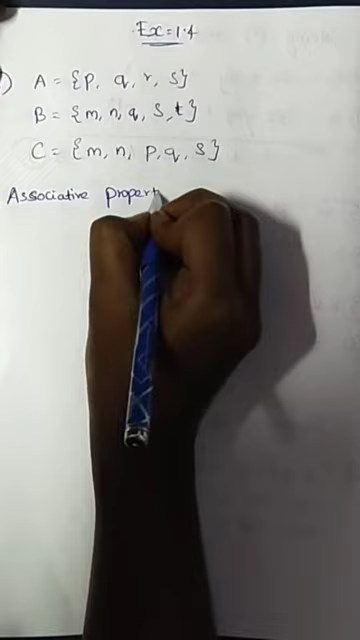 Ex=1.4
) A = {p, q, r, s}
B = {m, n, q, s, t}
C = {m, n, p, q, s}
Associative propert